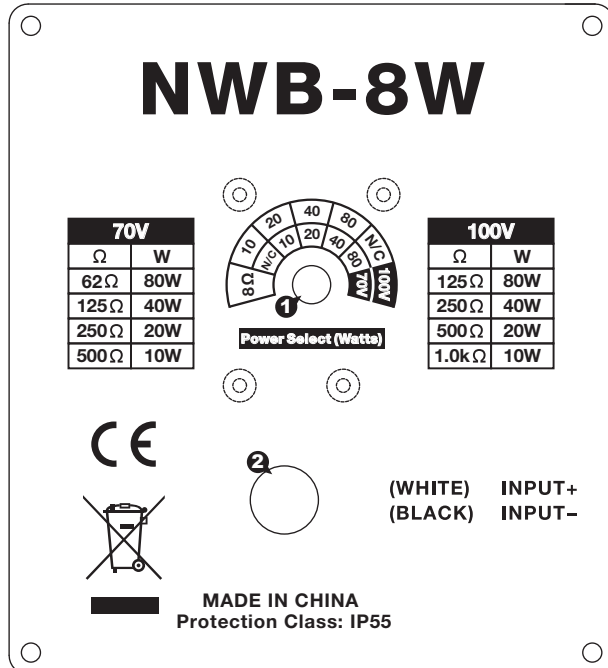 NWB-8W
10 20 40 80 N/C
8Ω N/C 10 20 40 80 70V 100V
1
Power Select (Watts)
70V
Ω W
62Ω 80W
125Ω 40W
250Ω 20W
500Ω 10W
100V
Ω W
125Ω 80W
250Ω 40W
500Ω 20W
1.0kΩ 10W
CE
2
(WHITE) INPUT+
(BLACK) INPUT−
MADE IN CHINA
Protection Class: IP55